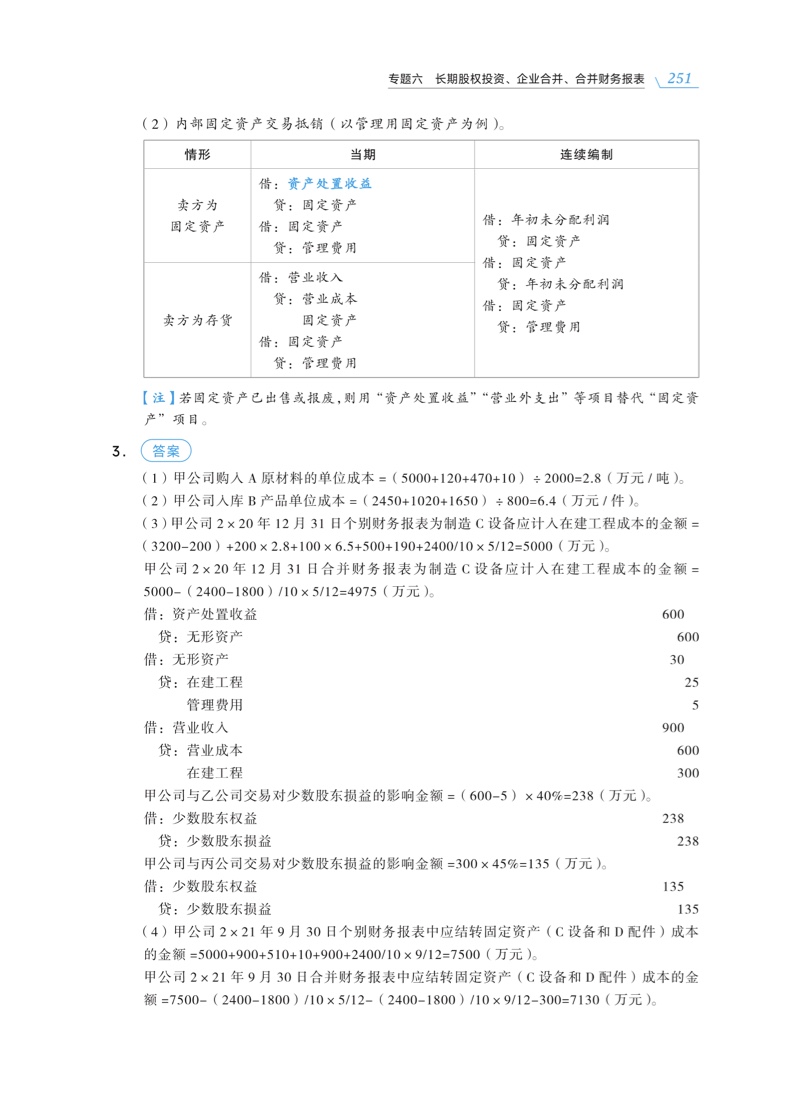 专题六 长期股权投资、企业合并、合并财务报表 251
（2）内部固定资产交易抵销（以管理用固定资产为例）。
情形 当期 连续编制
卖方为
固定资产
借：资产处置收益
贷：固定资产
借：固定资产
贷：管理费用
卖方为存货
借：营业收入
贷：营业成本
固定资产
借：固定资产
贷：管理费用
借：年初未分配利润
贷：固定资产
借：固定资产
贷：年初未分配利润
借：固定资产
贷：管理费用
【注】若固定资产已出售或报废，则用“资产处置收益”“营业外支出”等项目替代“固定资
产”项目。
3. 答案
（1）甲公司购入 A 原材料的单位成本 =（5000+120+470+10）÷2000=2.8（万元 / 吨）。
（2）甲公司入库 B 产品单位成本 =（2450+1020+1650）÷800=6.4（万元 / 件）。
（3）甲公司 2×20 年 12 月 31 日个别财务报表为制造 C 设备应计入在建工程成本的金额 =
（3200-200）+200×2.8+100×6.5+500+190+2400/10×5/12=5000（万元）。
甲公司 2×20 年 12 月 31 日合并财务报表为制造 C 设备应计入在建工程成本的金额 =
5000-（2400-1800）/10×5/12=4975（万元）。
借：资产处置收益 600
贷：无形资产 600
借：无形资产 30
贷：在建工程 25
管理费用 5
借：营业收入 900
贷：营业成本 600
在建工程 300
甲公司与乙公司交易对少数股东损益的影响金额 =（600-5）×40%=238（万元）。
借：少数股东权益 238
贷：少数股东损益 238
甲公司与丙公司交易对少数股东损益的影响金额 =300×45%=135（万元）。
借：少数股东权益 135
贷：少数股东损益 135
（4）甲公司 2×21 年 9 月 30 日个别财务报表中应结转固定资产（C 设备和 D 配件）成本
的金额 =5000+900+510+10+900+2400/10×9/12=7500（万元）。
甲公司 2×21 年 9 月 30 日合并财务报表中应结转固定资产（C 设备和 D 配件）成本的金
额 =7500-（2400-1800）/10×5/12-（2400-1800）/10×9/12-300=7130（万元）。